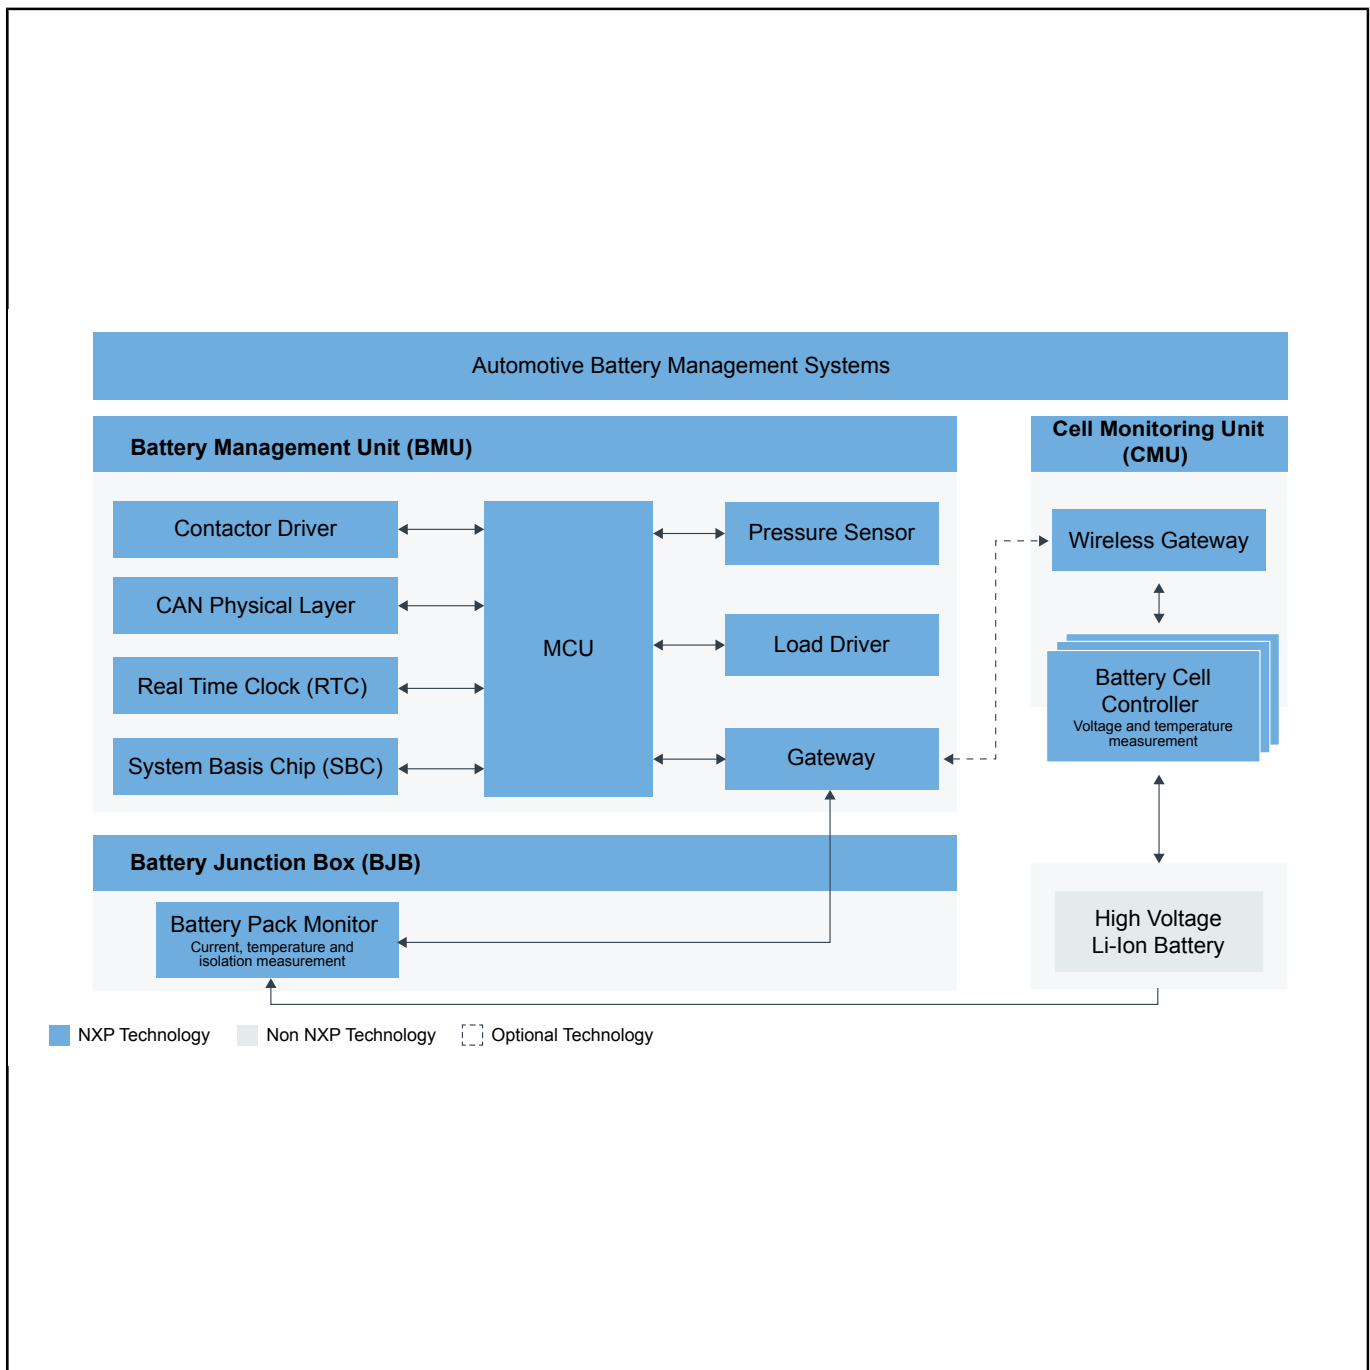 Automotive Battery Management Systems
Battery Management Unit (BMU)
Contactor Driver
CAN Physical Layer
Real Time Clock (RTC)
System Basis Chip (SBC)
MCU
Pressure Sensor
Load Driver
Gateway
Cell Monitoring Unit
(CMU)
Wireless Gateway
Battery Cell
Controller
Voltage and temperature
measurement
Battery Junction Box (BJB)
Battery Pack Monitor
Current, temperature and
isolation measurement
High Voltage
Li-Ion Battery
NXP Technology
Non NXP Technology
Optional Technology